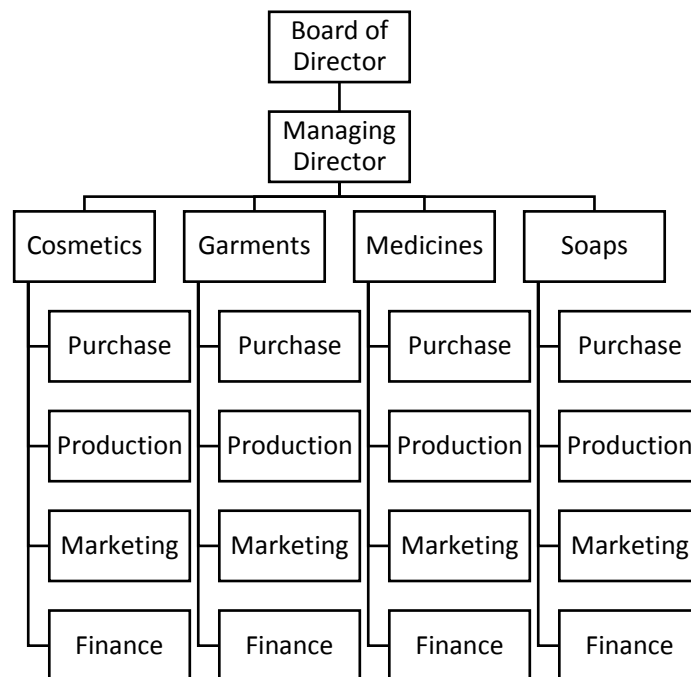 Board of
Director
Managing
Director
Cosmetics
Garments
Medicines
Soaps
Purchase
Purchase
Purchase
Purchase
Production
Production
Production
Production
Marketing
Marketing
Marketing
Marketing
Finance
Finance
Finance
Finance